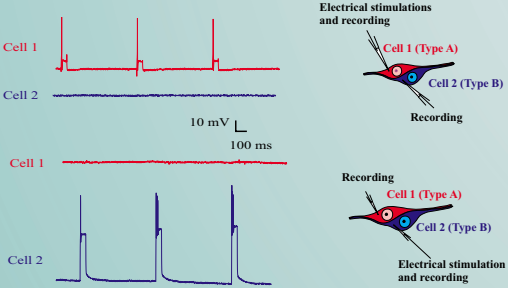 Electrical stimulations
and recording
Cell 1
Cell 1 (Type A)
Cell 2 (Type B)
Cell 2
Recording
10 mV
100 ms
Cell 1
Recording
Cell 1 (Type A)
Cell 2 (Type B)
Cell 2
Electrical stimulation
and recording